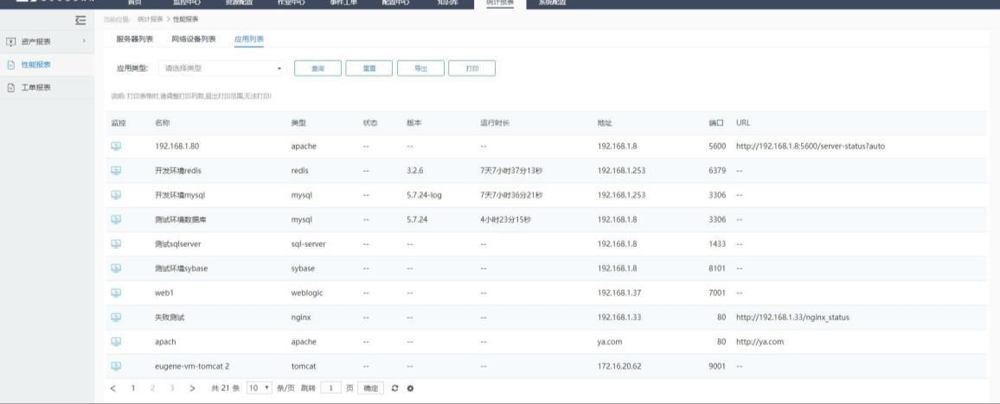 首页 监控中心 资源配置 作业中心 事件工单 配置中心 知识库 统计报表 系统配置
当前位置: 统计报表 > 性能报表
资产报表
性能报表
工单报表
服务器列表 网络设备列表 应用列表
应用类型: 请选择类型 查询 重置 导出 打印
说明: 打印表格时,请调整打印列数,超出打印范围,无法打印!
监控 名称 类型 状态 版本 运行时长 地址 端口 URL
192.168.1.80 apache -- -- -- 192.168.1.8 5600 http://192.168.1.8:5600/server-status?auto
开发环境redis redis -- 3.2.6 7天7小时37分13秒 192.168.1.253 6379 --
开发环境mysql mysql -- 5.7.24-log 7天7小时36分21秒 192.168.1.253 3306 --
测试环境数据库 mysql -- 5.7.24 4小时23分15秒 192.168.1.8 3306 --
测试sqlserver sql-server -- -- -- 192.168.1.8 1433 --
测试环境sybase sybase -- -- -- 192.168.1.8 8101 --
web1 weblogic -- -- -- 192.168.1.37 7001 --
失败测试 nginx -- -- -- 192.168.1.33 80 http://192.168.1.33/nginx_status
apach apache -- -- -- ya.com 80 http://ya.com
eugene-vm-tomcat 2 tomcat -- -- -- 172.16.20.62 9001 --
< 1 2 3 > 共 21 条 10 条/页 跳转 1 页 确定